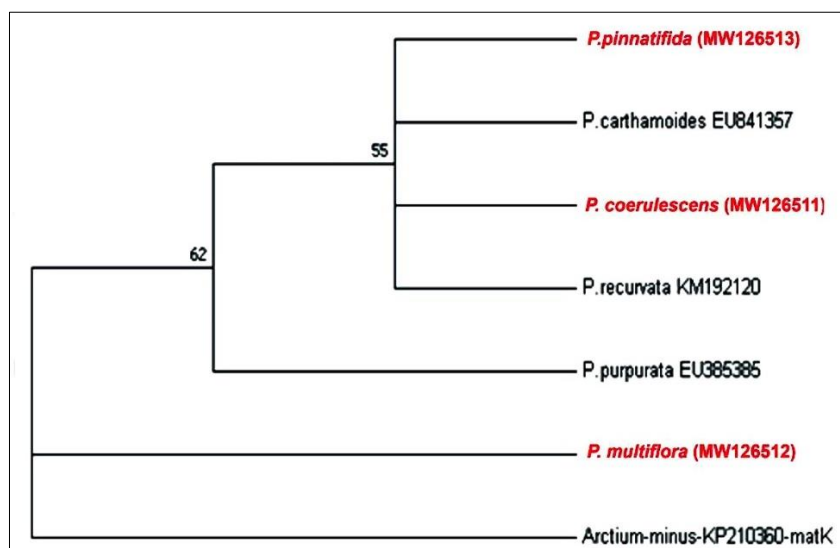 P.pinnatifida (MW126513)
P.carthamoides EU841357
55
P. coerulescens (MW126511)
62
P.recurvata KM192120
P.purpurata EU385385
P. multiflora (MW126512)
Arctium-minus-KP210360-matK